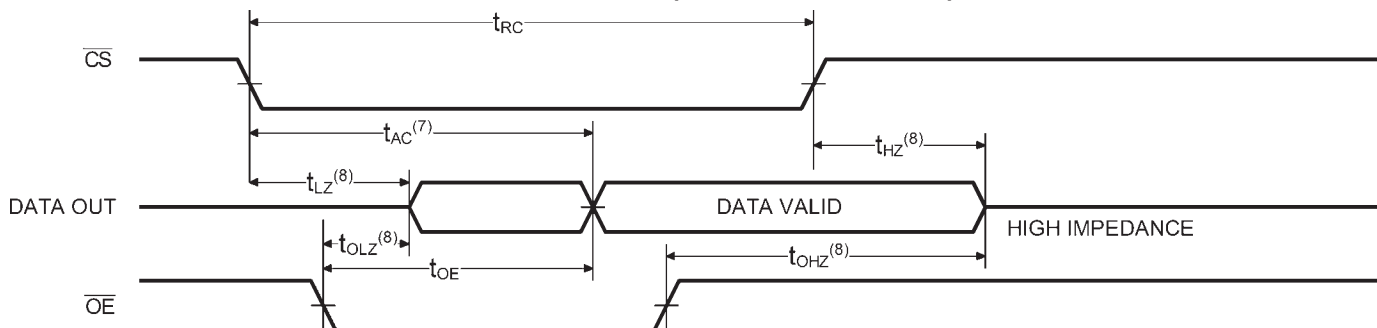 tRC
CS
tAC(7)
tHZ(8)
tLZ(8)
DATA OUT
DATA VALID
HIGH IMPEDANCE
tOLZ(8)
tOHZ(8)
tOE
OE